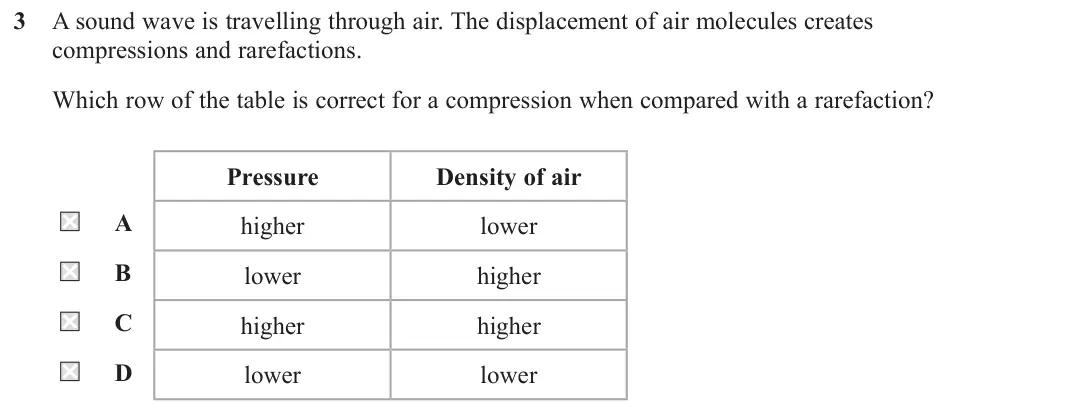 3 A sound wave is travelling through air. The displacement of air molecules creates
compressions and rarefactions.
Which row of the table is correct for a compression when compared with a rarefaction?
Pressure Density of air
A higher lower
B lower higher
C higher higher
D lower lower